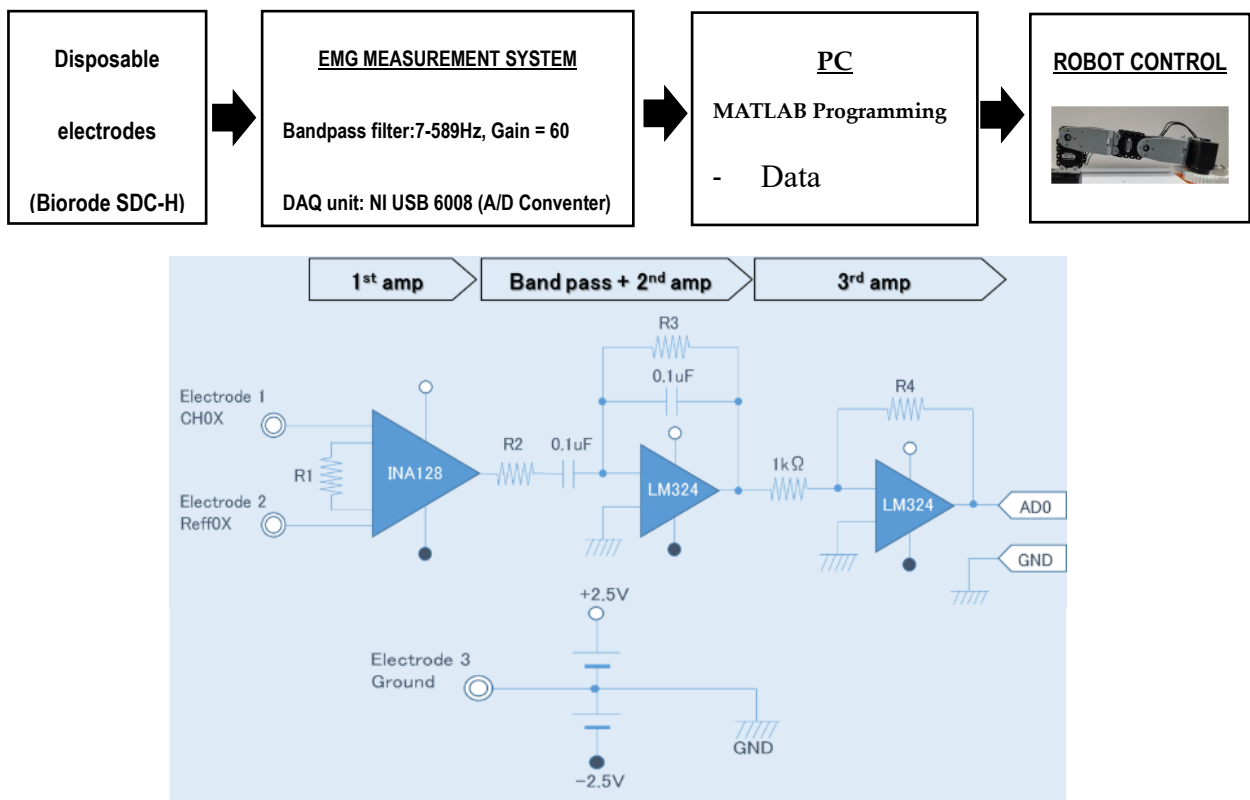 Disposable
electrodes
(Biorode SDC-H)
EMG MEASUREMENT SYSTEM
Bandpass filter:7-589Hz, Gain = 60
DAQ unit: NI USB 6008 (A/D Conventer)
PC
MATLAB Programming
- Data
ROBOT CONTROL
1st amp
Band pass + 2nd amp
3rd amp
R3
0.1uF
R4
Electrode 1
CH0X
R1
INA128
R2
0.1uF
LM324
1kΩ
LM324
Electrode 2
Reff0X
AD0
GND
+2.5V
Electrode 3
Ground
GND
−2.5V